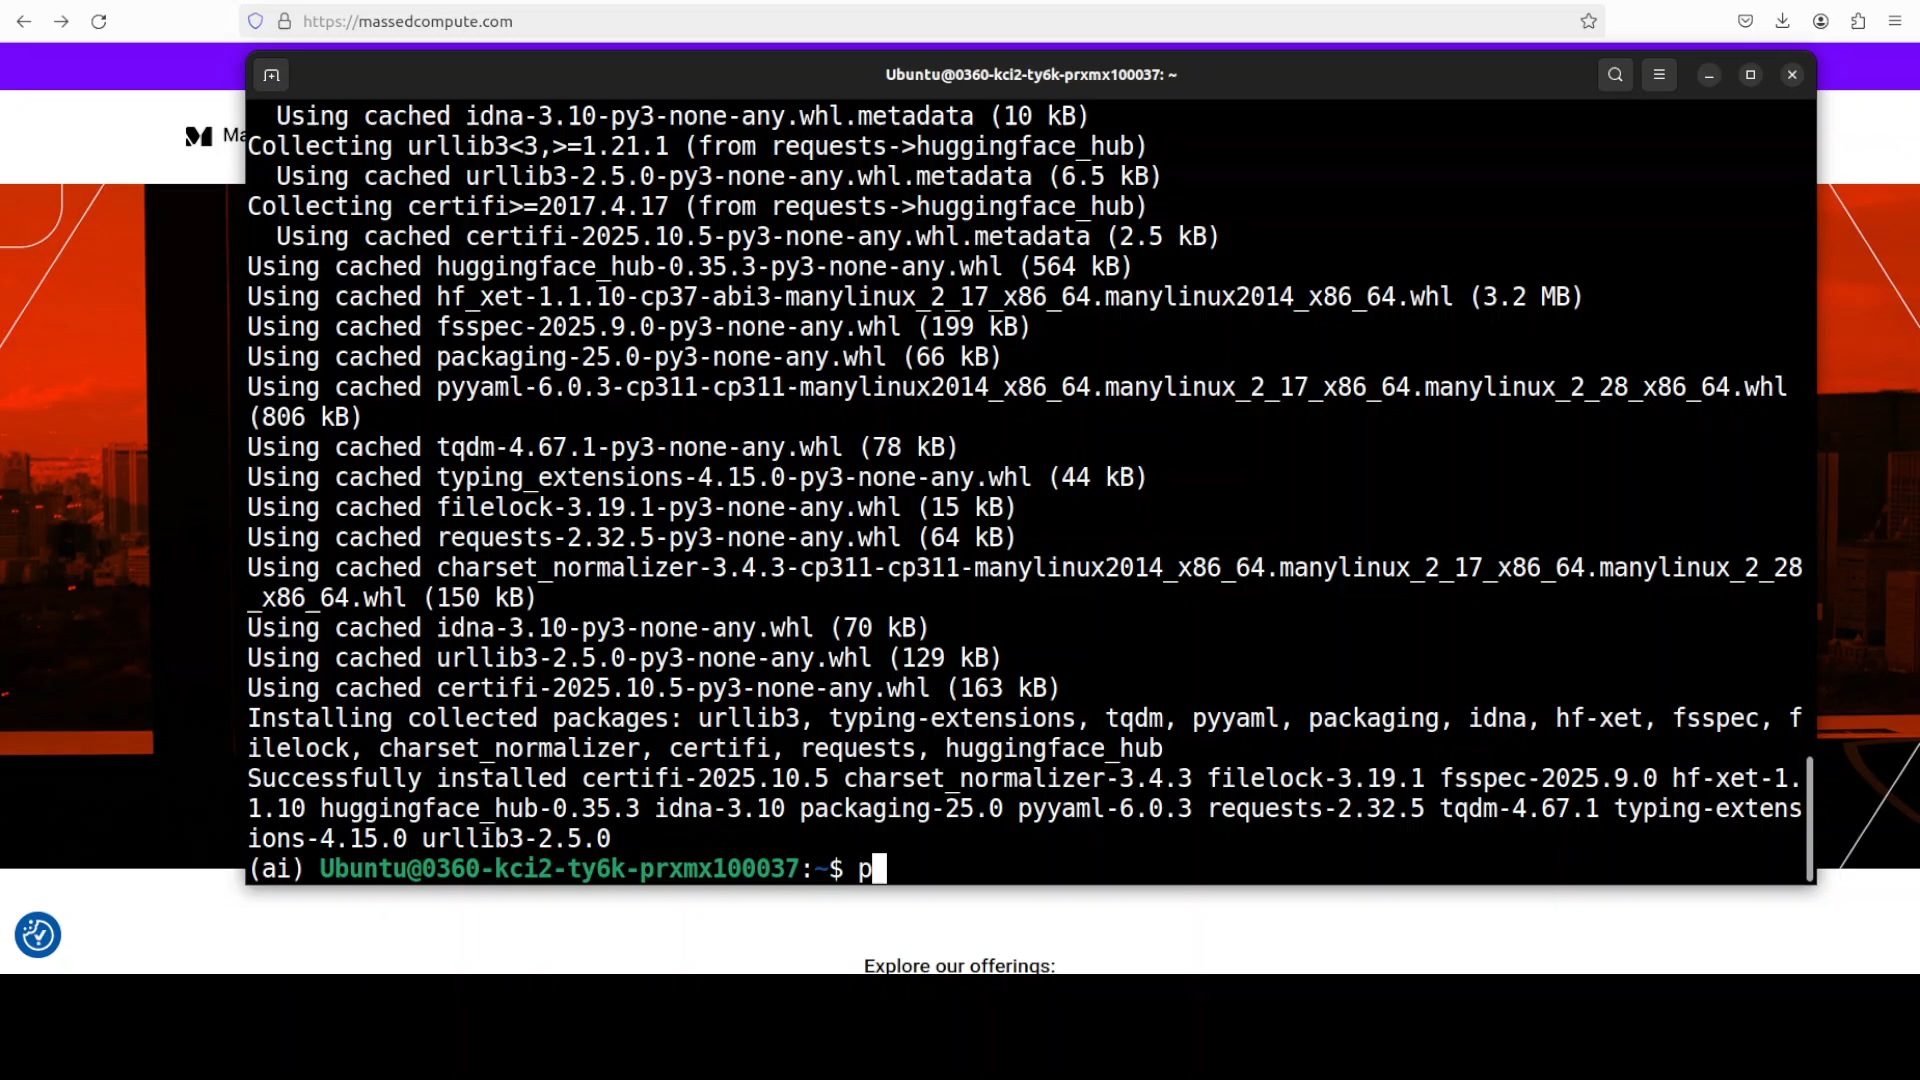 https://massedcompute.com
Ubuntu@0360-kci2-ty6k-prxmx100037: ~
Ma
Using cached idna-3.10-py3-none-any.whl.metadata (10 kB)
Collecting urllib3<3,>=1.21.1 (from requests->huggingface_hub)
Using cached urllib3-2.5.0-py3-none-any.whl.metadata (6.5 kB)
Collecting certifi>=2017.4.17 (from requests->huggingface_hub)
Using cached certifi-2025.10.5-py3-none-any.whl.metadata (2.5 kB)
Using cached huggingface_hub-0.35.3-py3-none-any.whl (564 kB)
Using cached hf_xet-1.1.10-cp37-abi3-manylinux_2_17_x86_64.manylinux2014_x86_64.whl (3.2 MB)
Using cached fsspec-2025.9.0-py3-none-any.whl (199 kB)
Using cached packaging-25.0-py3-none-any.whl (66 kB)
Using cached pyyaml-6.0.3-cp311-cp311-manylinux2014_x86_64.manylinux_2_17_x86_64.manylinux_2_28_x86_64.whl
(806 kB)
Using cached tqdm-4.67.1-py3-none-any.whl (78 kB)
Using cached typing_extensions-4.15.0-py3-none-any.whl (44 kB)
Using cached filelock-3.19.1-py3-none-any.whl (15 kB)
Using cached requests-2.32.5-py3-none-any.whl (64 kB)
Using cached charset_normalizer-3.4.3-cp311-cp311-manylinux2014_x86_64.manylinux_2_17_x86_64.manylinux_2_28
_x86_64.whl (150 kB)
Using cached idna-3.10-py3-none-any.whl (70 kB)
Using cached urllib3-2.5.0-py3-none-any.whl (129 kB)
Using cached certifi-2025.10.5-py3-none-any.whl (163 kB)
Installing collected packages: urllib3, typing-extensions, tqdm, pyyaml, packaging, idna, hf-xet, fsspec, f
ilelock, charset_normalizer, certifi, requests, huggingface_hub
Successfully installed certifi-2025.10.5 charset_normalizer-3.4.3 filelock-3.19.1 fsspec-2025.9.0 hf-xet-1.
1.10 huggingface_hub-0.35.3 idna-3.10 packaging-25.0 pyyaml-6.0.3 requests-2.32.5 tqdm-4.67.1 typing-extens
ions-4.15.0 urllib3-2.5.0
(ai) Ubuntu@0360-kci2-ty6k-prxmx100037:~$ p
Explore our offerings: